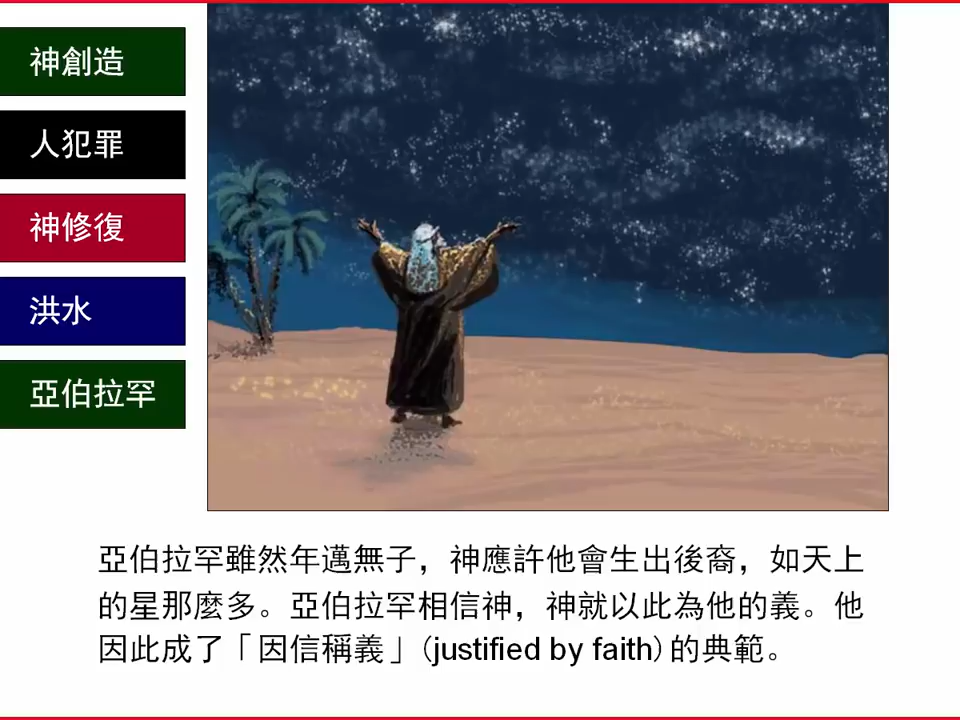 神創造
人犯罪
神修復
洪水
亞伯拉罕
亞伯拉罕雖然年邁無子，神應許他會生出後裔，如天上
的星那麼多。亞伯拉罕相信神，神就以此為他的義。他
因此成了「因信稱義」(justified by faith)的典範。